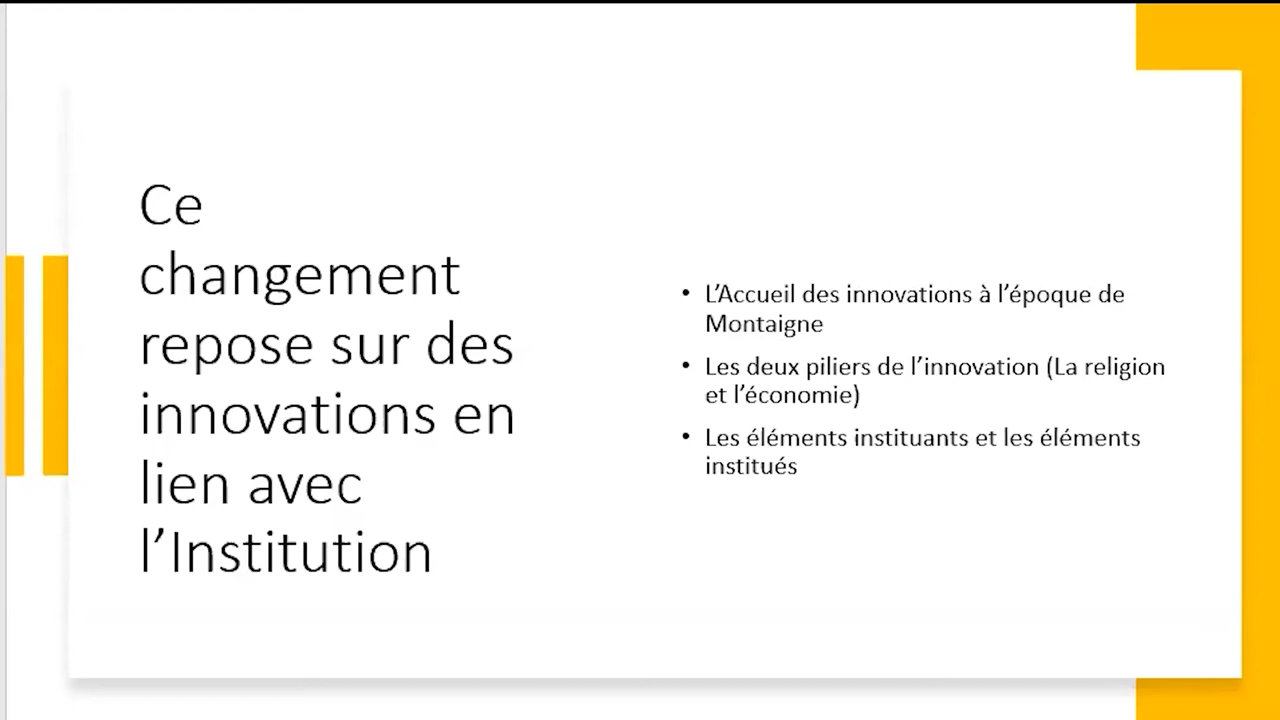 Ce
changement
repose sur des
innovations en
lien avec
l’Institution
• L’Accueil des innovations à l’époque de
Montaigne
• Les deux piliers de l’innovation (La religion
et l’économie)
• Les éléments instituants et les éléments
institués